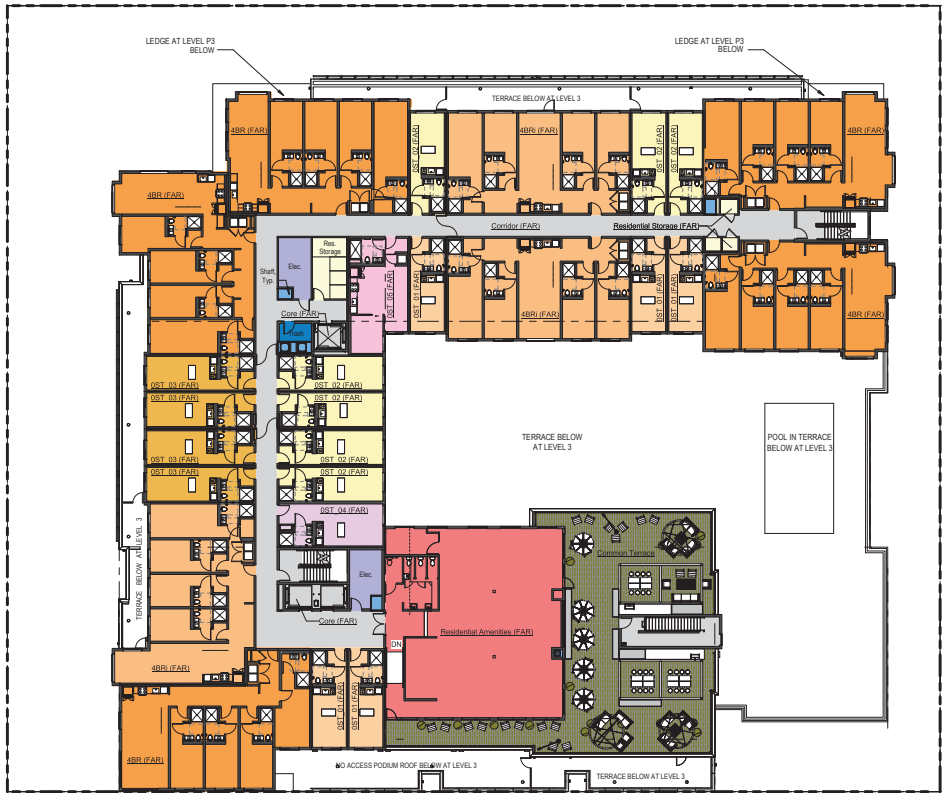 LEDGE AT LEVEL P3
BELOW
LEDGE AT LEVEL P3
BELOW
TERRACE BELOW AT LEVEL 3
4BR (FAR)
0ST_02 (FAR)
4BRi (FAR)
0ST_02 (FAR)
0ST_02 (FAR)
4BR (FAR)
4BR (FAR)
Corridor (FAR)
Residential Storage (FAR)
Shaft,
Typ.
Elec.
Res.
Storage
0ST_05 (FAR)
0ST_01 (FAR)
4BRi (FAR)
0ST_01 (FAR)
0ST_01 (FAR)
4BR (FAR)
Core (FAR)
Trash
0ST_03 (FAR)
0ST_02 (FAR)
0ST_03 (FAR)
0ST_02 (FAR)
0ST_03 (FAR)
0ST_02 (FAR)
0ST_03 (FAR)
0ST_02 (FAR)
TERRACE BELOW
AT LEVEL 3
POOL IN TERRACE
BELOW AT LEVEL 3
0ST_04 (FAR)
TERRACE BELOW AT LEVEL 3
Elec.
Common Terrace
Core (FAR)
Residential Amenities (FAR)
DN
4BRi (FAR)
0ST_01 (FAR)
0ST_01 (FAR)
4BR (FAR)
NO ACCESS PODIUM ROOF BELOW AT LEVEL 3
TERRACE BELOW AT LEVEL 3